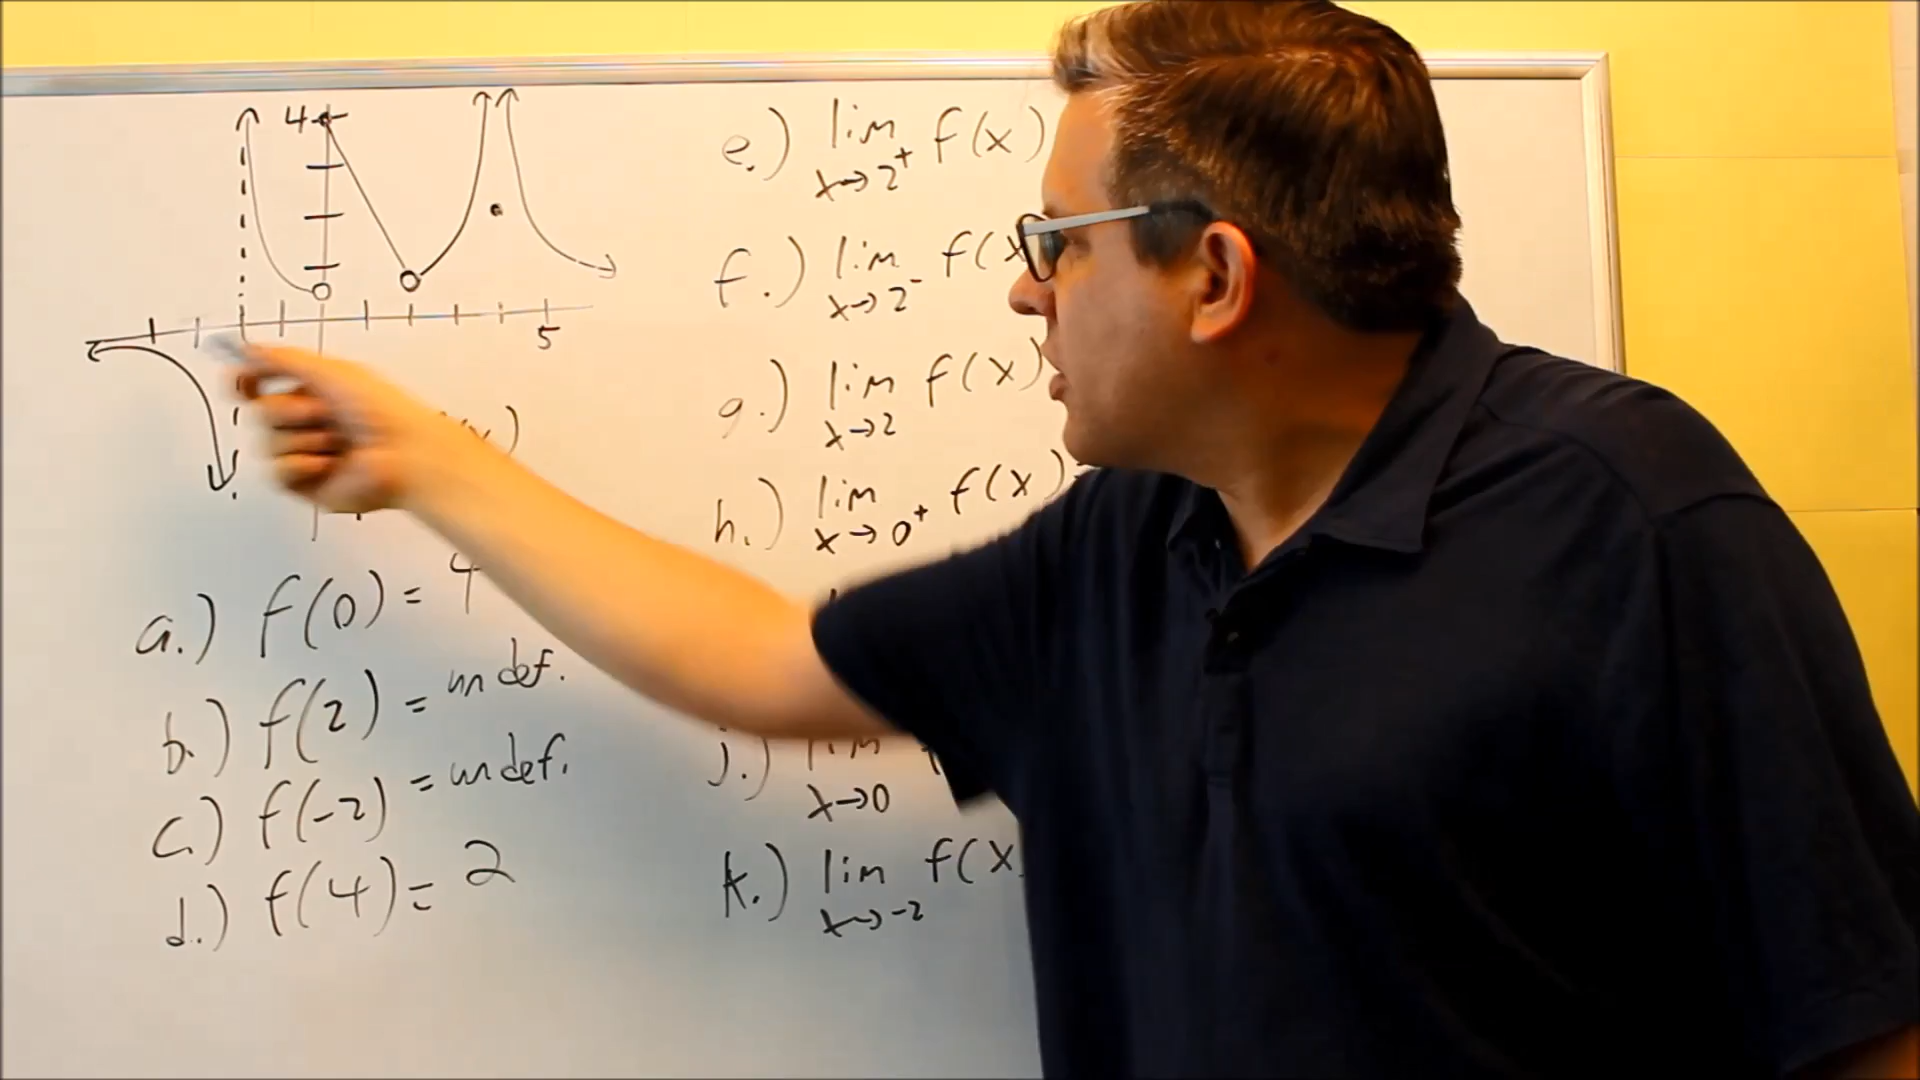 4
5
a.) f(0) = 4
b.) f(2) = undef.
c.) f(-2) = undef.
d.) f(4) = 2
e.) lim f(x)
x→2⁺
f.) lim f(x
x→2⁻
g.) lim f(x)
x→2
h.) lim f(x)
x→0⁺
j.) lim
x→0
k.) lim f(x
x→-2